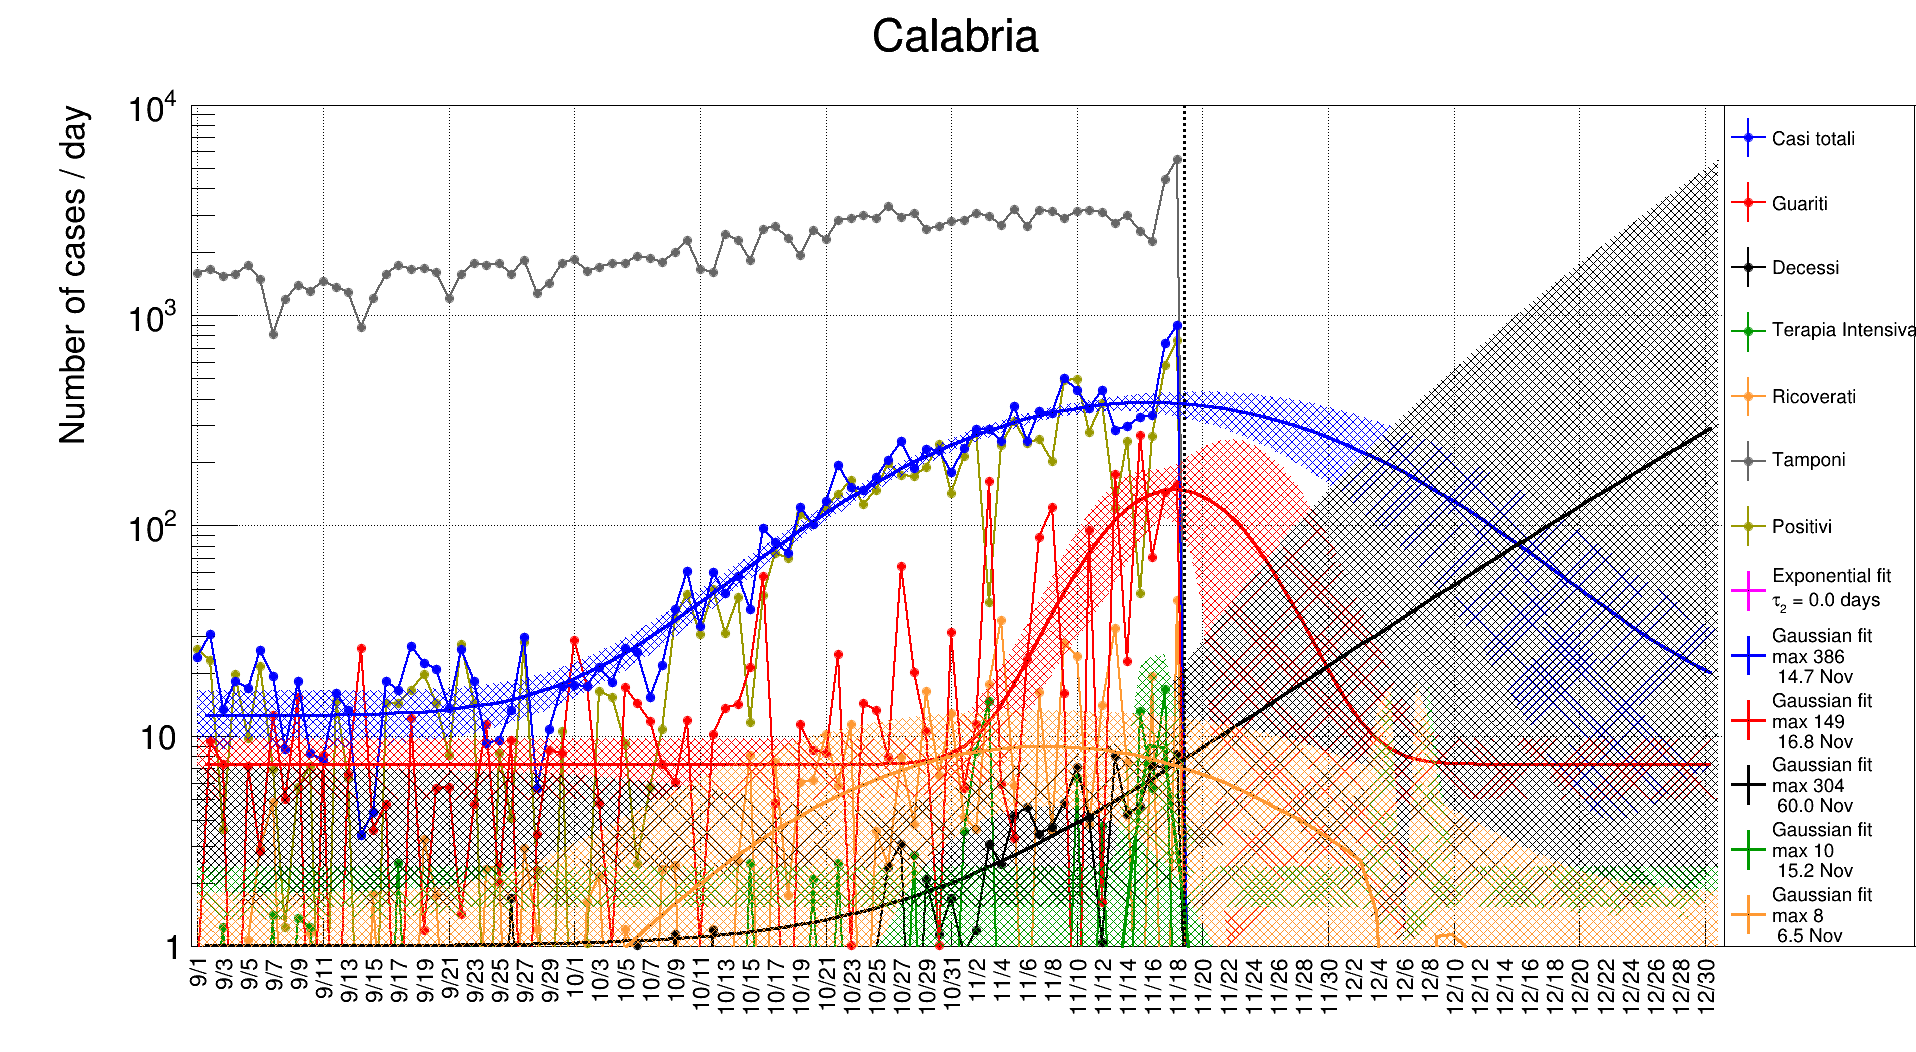 Calabria
Number of cases / day
10^4
10^3
10^2
10
1
9/1 9/3 9/5 9/7 9/9 9/11 9/13 9/15 9/17 9/19 9/21 9/23 9/25 9/27 9/29 10/1 10/3 10/5 10/7 10/9 10/11 10/13 10/15 10/17 10/19 10/21 10/23 10/25 10/27 10/29 10/31 11/2 11/4 11/6 11/8 11/10 11/12 11/14 11/16 11/18 11/20 11/22 11/24 11/26 11/28 11/30 12/2 12/4 12/6 12/8 12/10 12/12 12/14 12/16 12/18 12/20 12/22 12/24 12/26 12/28 12/30
Casi totali
Guariti
Decessi
Terapia Intensiva
Ricoverati
Tamponi
Positivi
Exponential fit
τ2 = 0.0 days
Gaussian fit
max 386
14.7 Nov
Gaussian fit
max 149
16.8 Nov
Gaussian fit
max 304
60.0 Nov
Gaussian fit
max 10
15.2 Nov
Gaussian fit
max 8
6.5 Nov